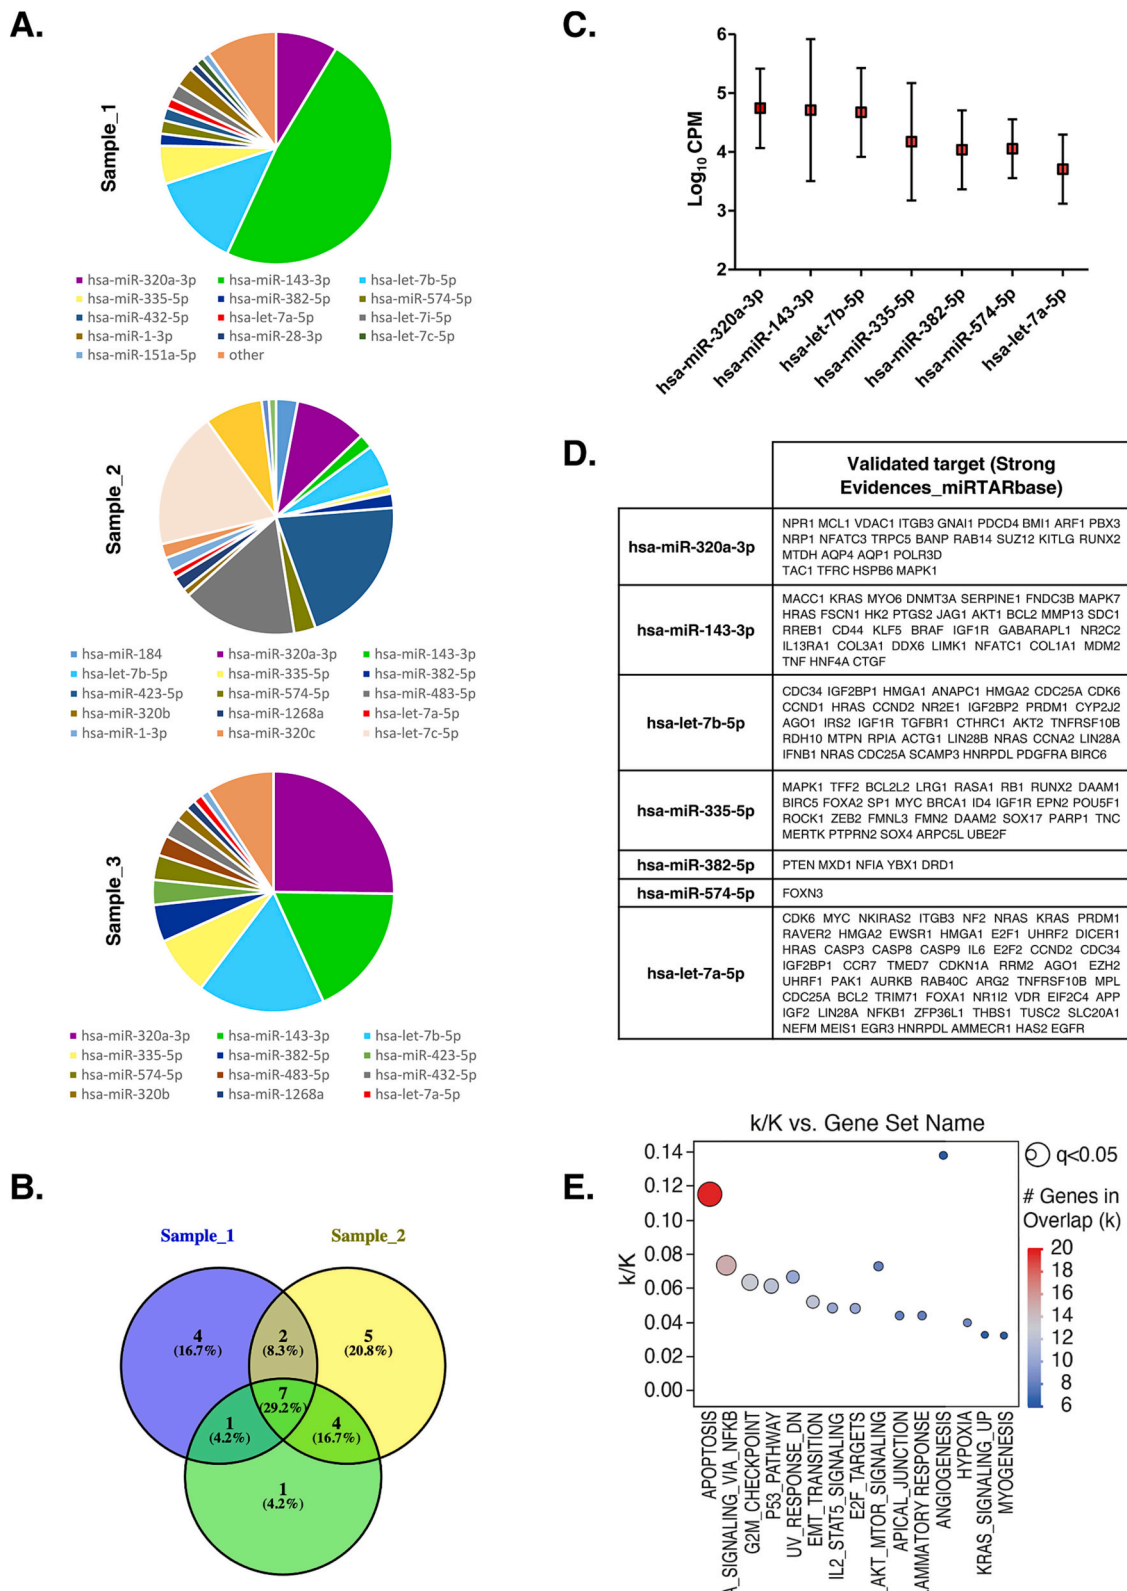 A.
Sample_1
hsa-miR-320a-3p hsa-miR-143-3p hsa-let-7b-5p
hsa-miR-335-5p hsa-miR-382-5p hsa-miR-574-5p
hsa-miR-432-5p hsa-let-7a-5p hsa-let-7i-5p
hsa-miR-1-3p hsa-miR-28-3p hsa-let-7c-5p
hsa-miR-151a-5p other
Sample_2
hsa-miR-184 hsa-miR-320a-3p hsa-miR-143-3p
hsa-let-7b-5p hsa-miR-335-5p hsa-miR-382-5p
hsa-miR-423-5p hsa-miR-574-5p hsa-miR-483-5p
hsa-miR-320b hsa-miR-1268a hsa-let-7a-5p
hsa-miR-1-3p hsa-miR-320c hsa-let-7c-5p
Sample_3
hsa-miR-320a-3p hsa-miR-143-3p hsa-let-7b-5p
hsa-miR-335-5p hsa-miR-382-5p hsa-miR-423-5p
hsa-miR-574-5p hsa-miR-483-5p hsa-miR-432-5p
hsa-miR-320b hsa-miR-1268a hsa-let-7a-5p
B.
Sample_1 Sample_2
4
(16.7%)
2
(8.3%)
5
(20.8%)
7
(29.2%)
1
(4.2%)
4
(16.7%)
1
(4.2%)
C.
Log10 CPM
6
5
4
3
2
hsa-miR-320a-3p
hsa-miR-143-3p
hsa-let-7b-5p
hsa-miR-335-5p
hsa-miR-382-5p
hsa-miR-574-5p
hsa-let-7a-5p
D.
Validated target (Strong
Evidences_miRTARbase)
hsa-miR-320a-3p
NPR1 MCL1 VDAC1 ITGB3 GNAI1 PDCD4 BMI1 ARF1 PBX3
NRP1 NFATC3 TRPC5 BANP RAB14 SUZ12 KITLG RUNX2
MTDH AQP4 AQP1 POLR3D
TAC1 TFRC HSPB6 MAPK1
hsa-miR-143-3p
MACC1 KRAS MYO6 DNMT3A SERPINE1 FNDC3B MAPK7
HRAS FSCN1 HK2 PTGS2 JAG1 AKT1 BCL2 MMP13 SDC1
RREB1 CD44 KLF5 BRAF IGF1R GABARAPL1 NR2C2
IL13RA1 COL3A1 DDX6 LIMK1 NFATC1 COL1A1 MDM2
TNF HNF4A CTGF
hsa-let-7b-5p
CDC34 IGF2BP1 HMGA1 ANAPC1 HMGA2 CDC25A CDK6
CCND1 HRAS CCND2 NR2E1 IGF2BP2 PRDM1 CYP2J2
AGO1 IRS2 IGF1R TGFBR1 CTHRC1 AKT2 TNFRSF10B
RDH10 MTPN RPIA ACTG1 LIN28B NRAS CCNA2 LIN28A
IFNB1 NRAS CDC25A SCAMP3 HNRPDL PDGFRA BIRC6
hsa-miR-335-5p
MAPK1 TFF2 BCL2L2 LRG1 RASA1 RB1 RUNX2 DAAM1
BIRC5 FOXA2 SP1 MYC BRCA1 ID4 IGF1R EPN2 POU5F1
ROCK1 ZEB2 FMNL3 FMN2 DAAM2 SOX17 PARP1 TNC
MERTK PTPRN2 SOX4 ARPC5L UBE2F
hsa-miR-382-5p
PTEN MXD1 NFIA YBX1 DRD1
hsa-miR-574-5p
FOXN3
hsa-let-7a-5p
CDK6 MYC NKIRAS2 ITGB3 NF2 NRAS KRAS PRDM1
RAVER2 HMGA2 EWSR1 HMGA1 E2F1 UHRF2 DICER1
HRAS CASP3 CASP8 CASP9 IL6 E2F2 CCND2 CDC34
IGF2BP1 CCR7 TMED7 CDKN1A RRM2 AGO1 EZH2
UHRF1 PAK1 AURKB RAB40C ARG2 TNFRSF10B MPL
CDC25A BCL2 TRIM71 FOXA1 NR1I2 VDR EIF2C4 APP
IGF2 LIN28A NFKB1 ZFP36L1 THBS1 TUSC2 SLC20A1
NEFM MEIS1 EGR3 HNRPDL AMMECR1 HAS2 EGFR
E.
k/K vs. Gene Set Name
k/K
0.14
0.12
0.10
0.08
0.06
0.04
0.02
0.00
q<0.05
# Genes in
Overlap (k)
20
18
16
14
12
10
8
6
APOPTOSIS
A_SIGNALING_VIA_NFKB
G2M_CHECKPOINT
P53_PATHWAY
UV_RESPONSE_DN
EMT_TRANSITION
IL2_STAT5_SIGNALING
E2F_TARGETS
_AKT_MTOR_SIGNALING
APICAL_JUNCTION
AMMATORY RESPONSE
ANGIOGENESIS
HYPOXIA
KRAS_SIGNALING_UP
MYOGENESIS